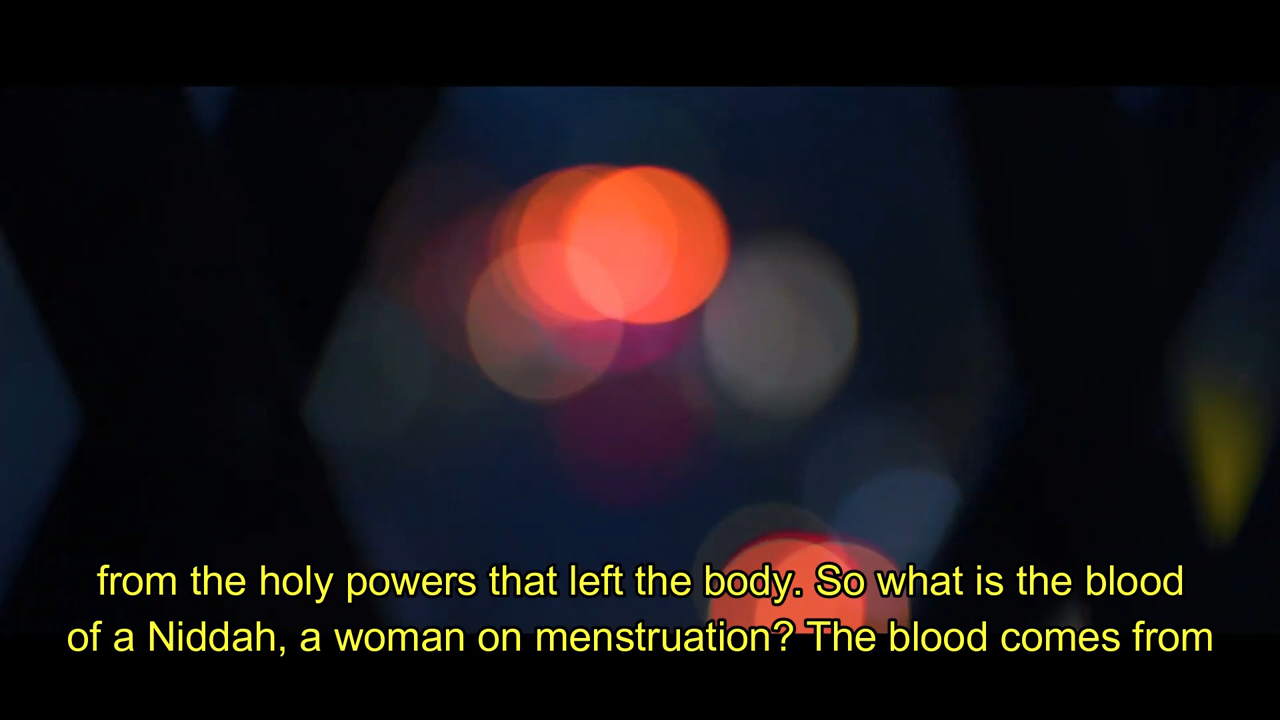 from the holy powers that left the body. So what is the blood
of a Niddah, a woman on menstruation? The blood comes from